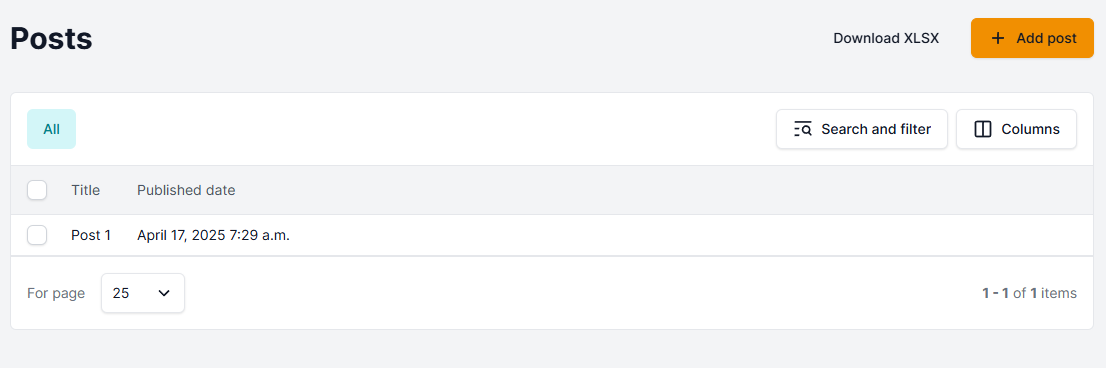 Posts
Download XLSX
Add post
All
Search and filter
Columns
Title Published date
Post 1 April 17, 2025 7:29 a.m.
For page 25
1 - 1 of 1 items